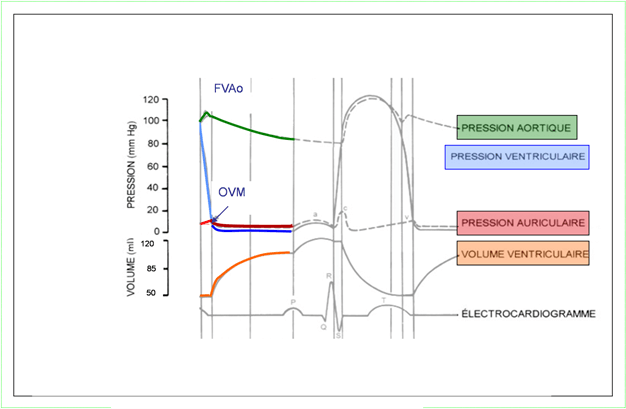 FVAo
120
100
80
60
40
20
0
PRESSION (mm Hg)
OVM
a
c
v
120
85
50
VOLUME (ml)
P
R
Q
S
T
PRESSION AORTIQUE
PRESSION VENTRICULAIRE
PRESSION AURICULAIRE
VOLUME VENTRICULAIRE
ÉLECTROCARDIOGRAMME